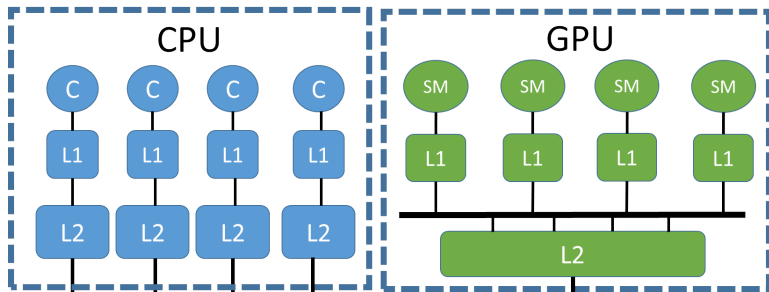 CPU
GPU
C C C C
SM SM SM SM
L1 L1 L1 L1
L1 L1 L1 L1
L2 L2 L2 L2
L2